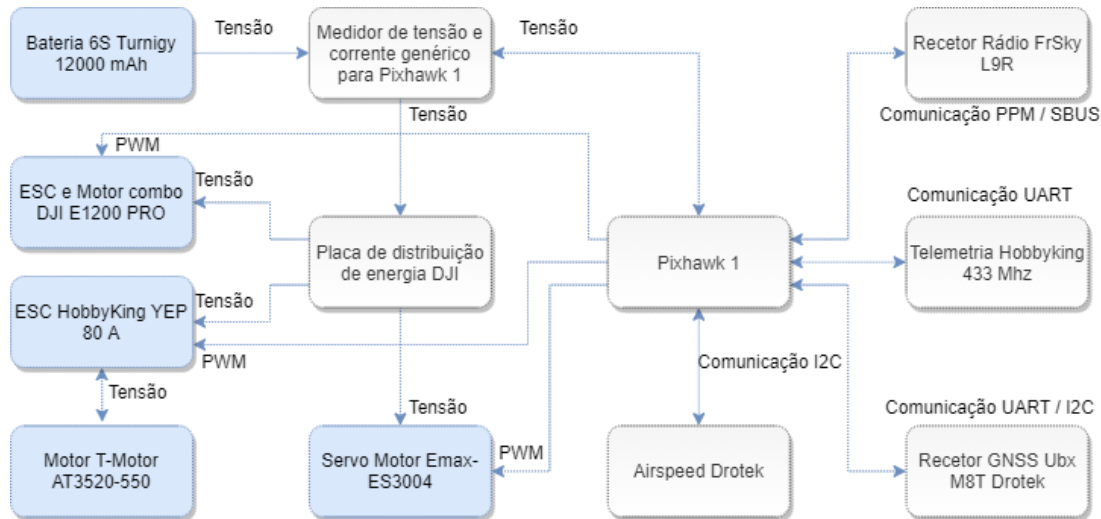 Bateria 6S Turnigy
12000 mAh
Tensão
Medidor de tensão e
corrente genérico
para Pixhawk 1
Tensão
Recetor Rádio FrSky
L9R
Comunicação PPM / SBUS
Tensão
PWM
ESC e Motor combo
DJI E1200 PRO
Tensão
Placa de distribuição
de energia DJI
Pixhawk 1
Comunicação UART
Telemetria Hobbyking
433 Mhz
ESC HobbyKing YEP
80 A
Tensão
PWM
Tensão
Comunicação I2C
Motor T-Motor
AT3520-550
Tensão
Servo Motor Emax-
ES3004
PWM
Airspeed Drotek
Comunicação UART / I2C
Recetor GNSS Ubx
M8T Drotek